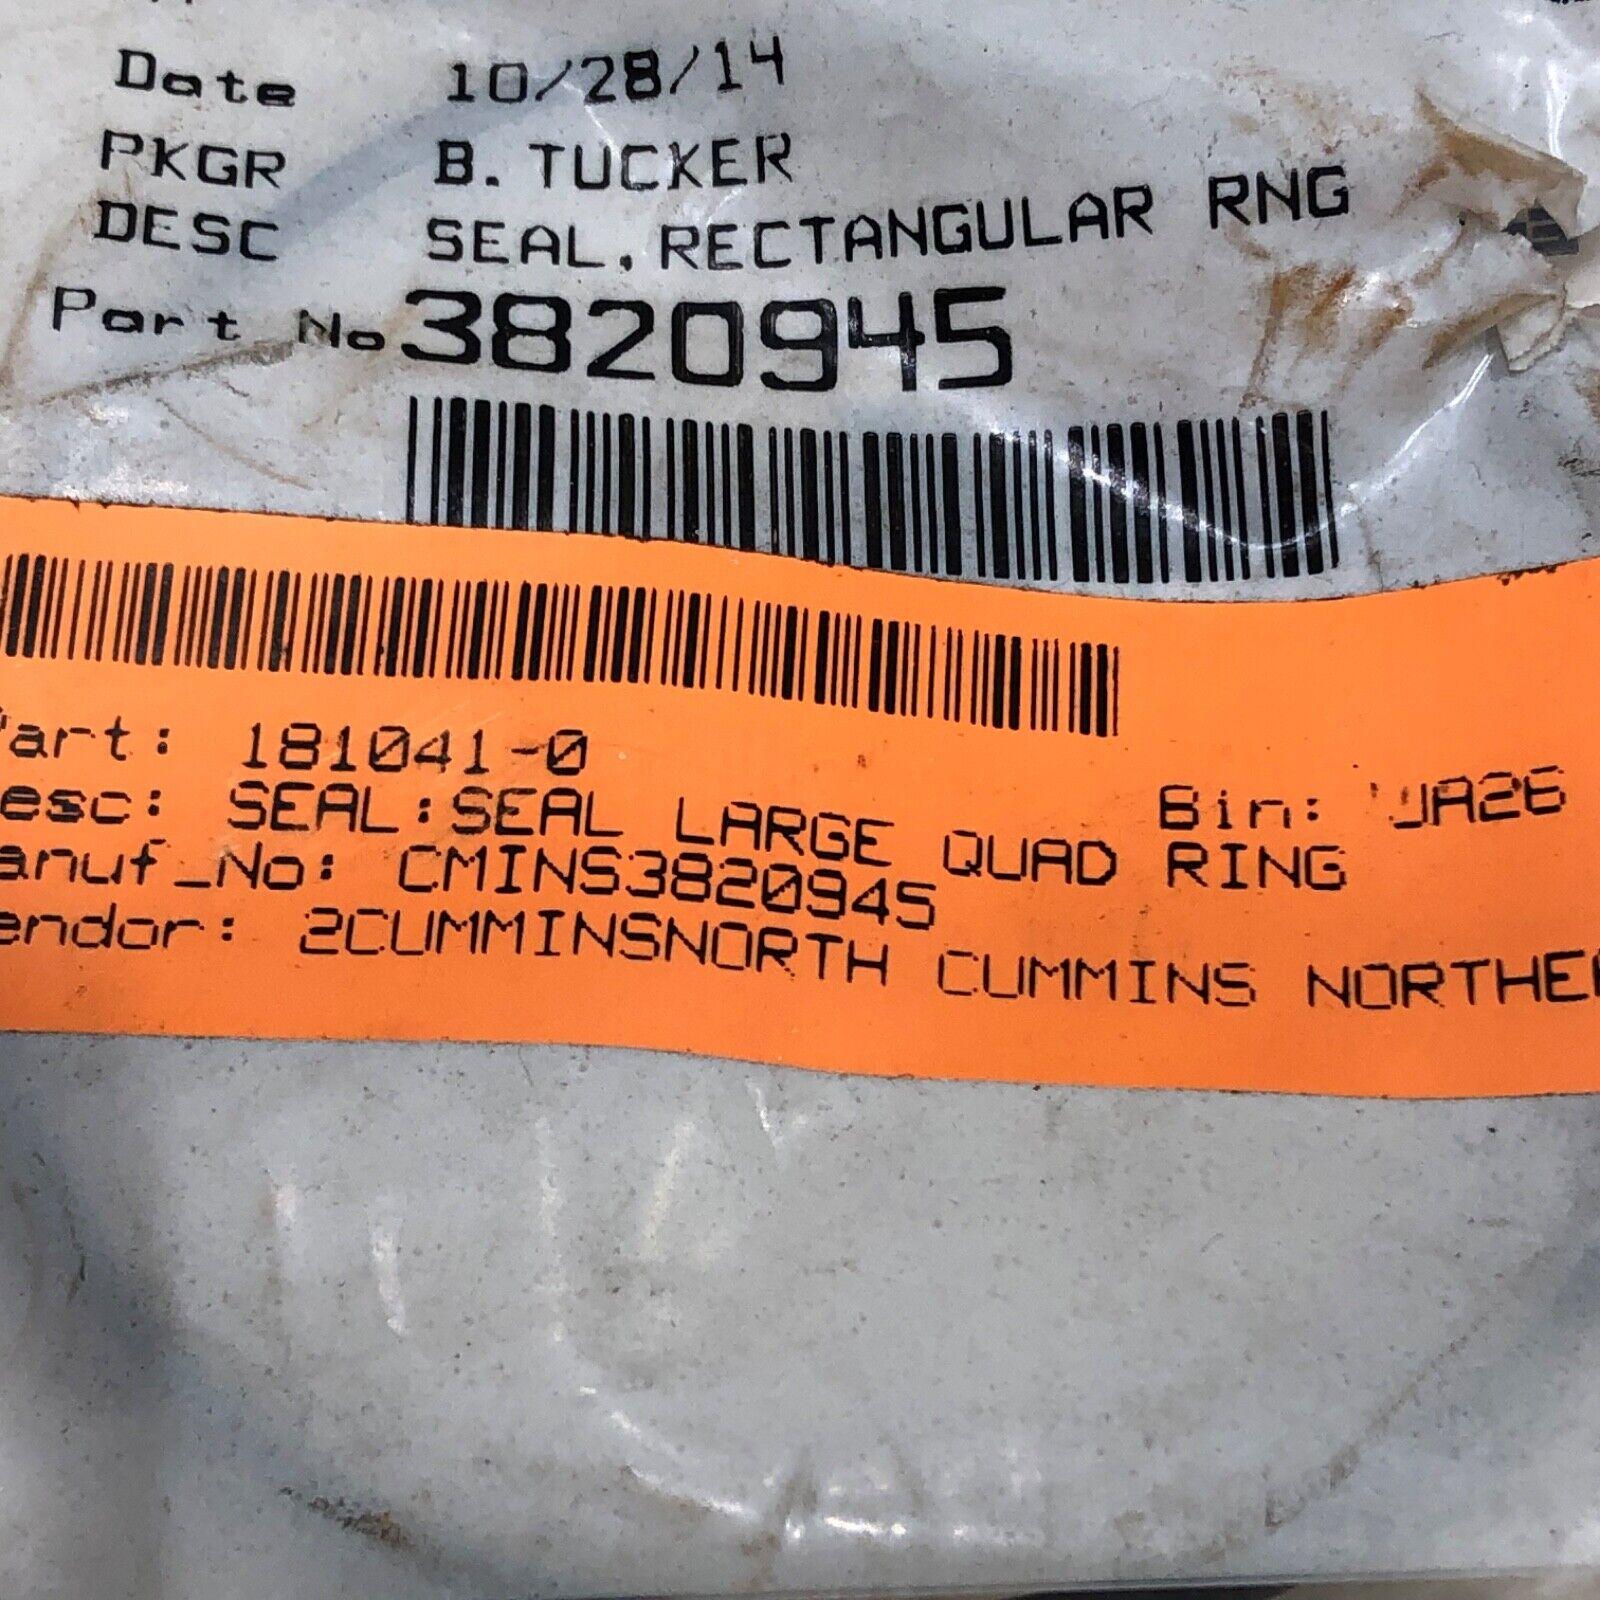 Date 10/28/14
PKGR B. TUCKER
DESC SEAL, RECTANGULAR RNG
Part No 3820945
art: 181041-0
esc: SEAL:SEAL LARGE QUAD RING
Bin:
anuf_No: CMINS3820945
endor: 2CUMMINSNORTH CUMMINS NORTHE